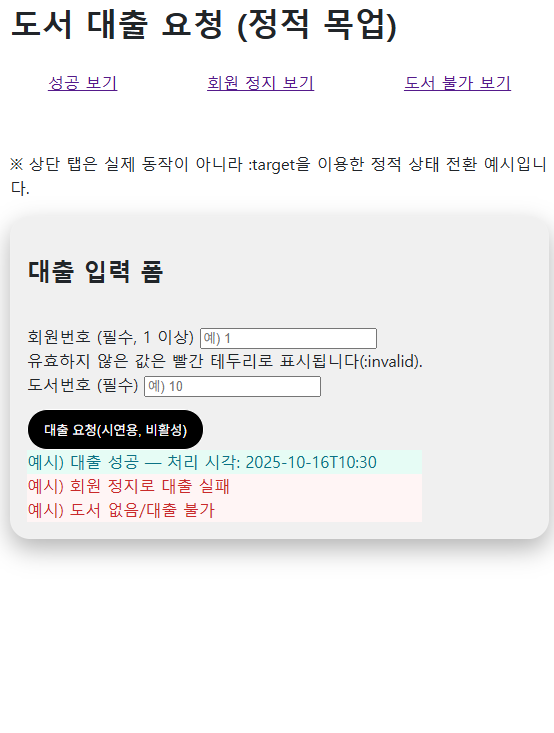 도서 대출 요청 (정적 목업)
성공 보기 회원 정지 보기 도서 불가 보기
※ 상단 탭은 실제 동작이 아니라 :target을 이용한 정적 상태 전환 예시입니
다.
대출 입력 폼
회원번호 (필수, 1 이상) 예) 1
유효하지 않은 값은 빨간 테두리로 표시됩니다(:invalid).
도서번호 (필수) 예) 10
대출 요청(시연용, 비활성)
예시) 대출 성공 — 처리 시각: 2025-10-16T10:30
예시) 회원 정지로 대출 실패
예시) 도서 없음/대출 불가